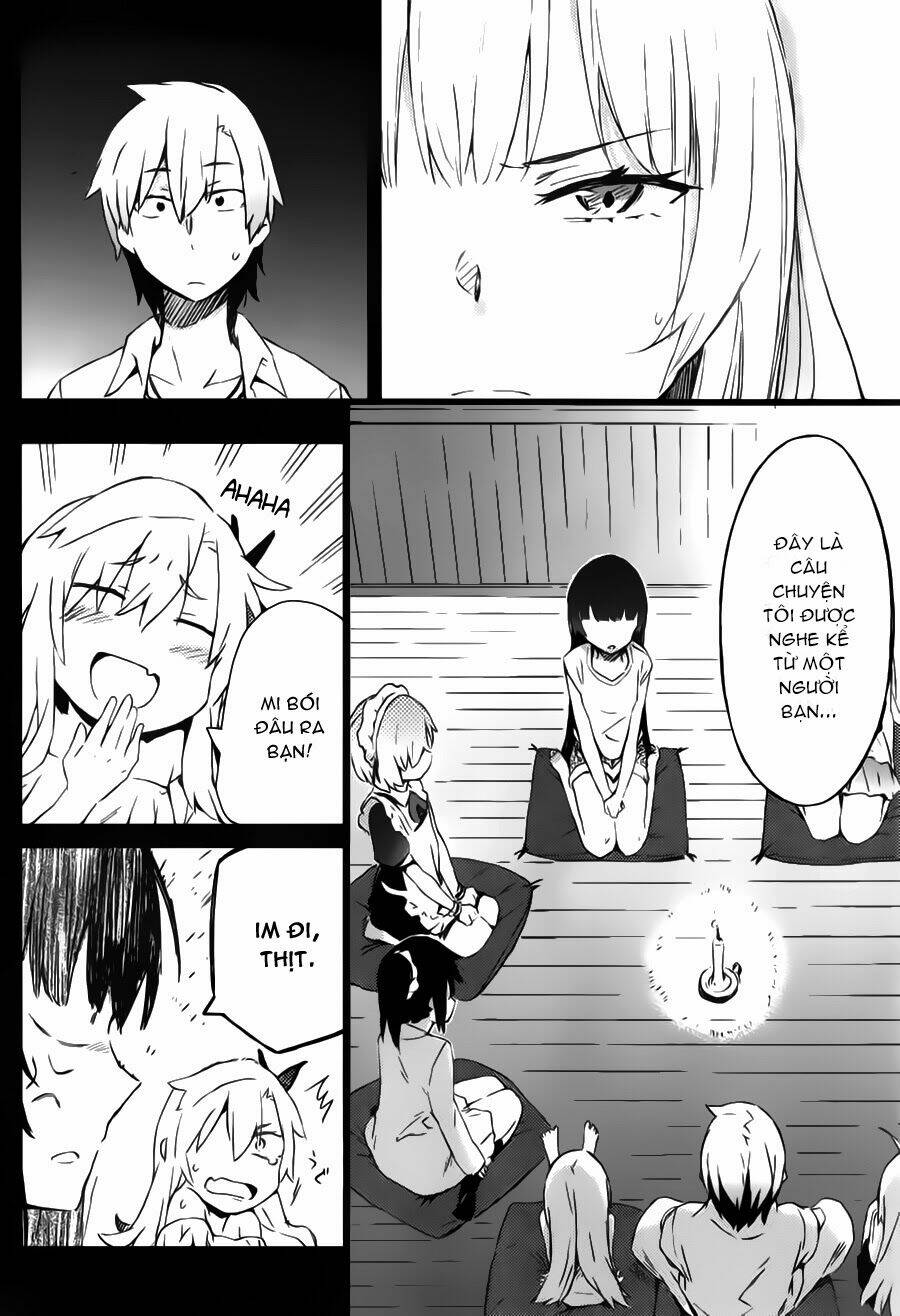 ĐÂY LÀ
CÂU
CHUYỆN
TÔI ĐƯỢC
NGHE KỂ
TỪ MỘT
NGƯỜI
BẠN...
AHAHA
MI BÓI
ĐÂU RA
BẠN!
IM ĐI,
THỊT.